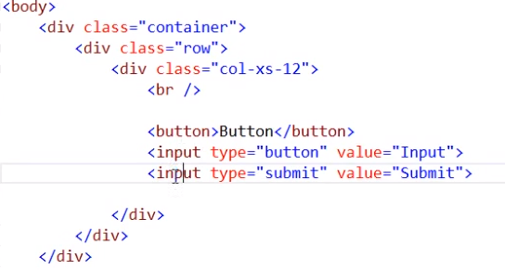 <body>
<div class="container">
<div class="row">
<div class="col-xs-12">
<br />
<button>Button</button>
<input type="button" value="Input">
<input type="submit" value="Submit">
</div>
</div>
</div>